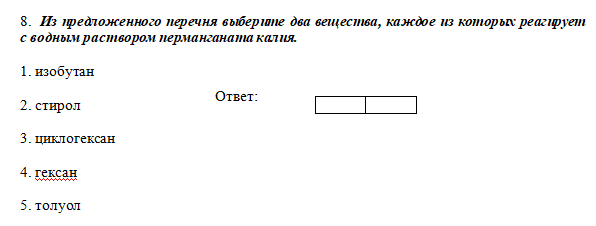 8. Из предложенного перечня выберите два вещества, каждое из которых реагирует
с водным раствором перманганата калия.
1. изобутан
2. стирол
Ответ:
3. циклогексан
4. гексан
5. толуол